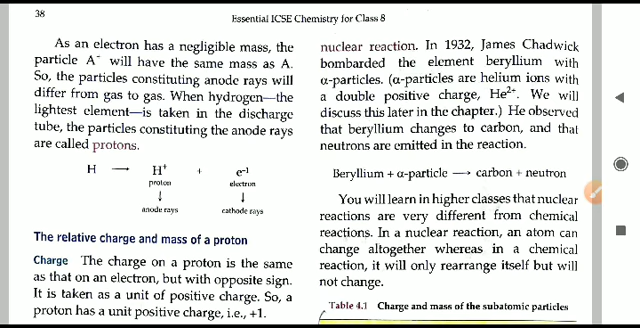 38
Essential ICSE Chemistry for Class 8
As an electron has a negligible mass, the
particle A⁻ will have the same mass as A.
So, the particles constituting anode rays will
differ from gas to gas. When hydrogen—the
lightest element—is taken in the discharge
tube, the particles constituting the anode rays
are called protons.
H → H⁺ + e⁻¹
proton electron
↓ ↓
anode rays cathode rays
The relative charge and mass of a proton
Charge The charge on a proton is the same
as that on an electron, but with opposite sign.
It is taken as a unit of positive charge. So, a
proton has a unit positive charge, i.e., +1.
nuclear reaction. In 1932, James Chadwick
bombarded the element beryllium with
α-particles. (α-particles are helium ions with
a double positive charge, He²⁺. We will
discuss this later in the chapter.) He observed
that beryllium changes to carbon, and that
neutrons are emitted in the reaction.
Beryllium + α-particle → carbon + neutron
You will learn in higher classes that nuclear
reactions are very different from chemical
reactions. In a nuclear reaction, an atom can
change altogether whereas in a chemical
reaction, it will only rearrange itself but will
not change.
Table 4.1 Charge and mass of the subatomic particles